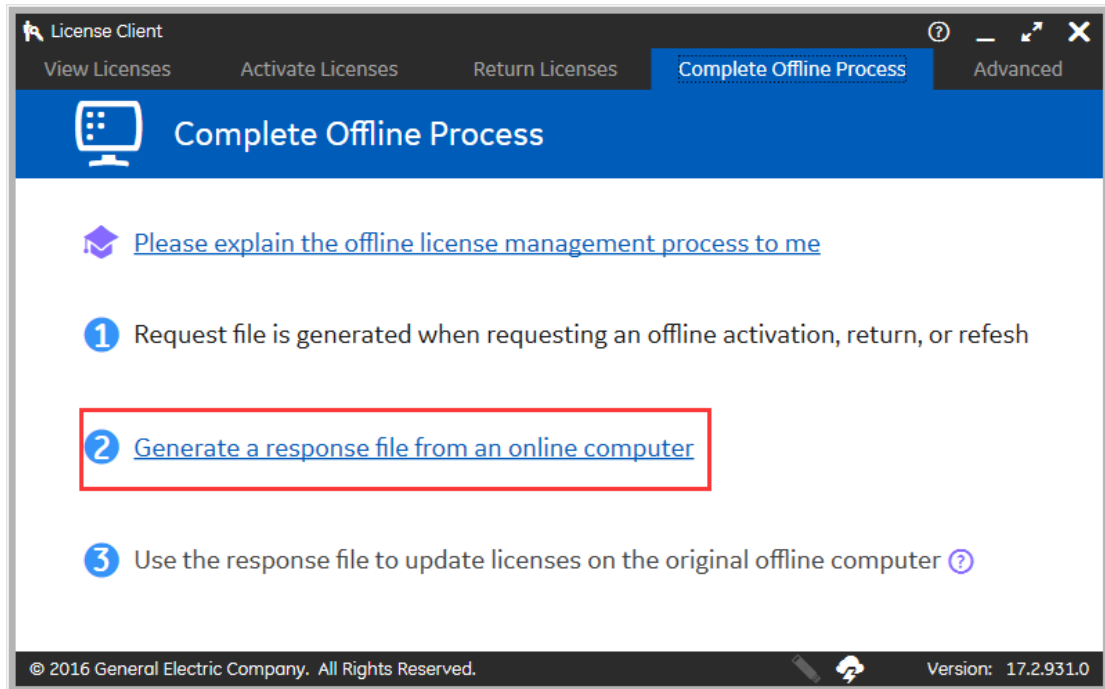 License Client
View Licenses Activate Licenses Return Licenses Complete Offline Process Advanced
Complete Offline Process
Please explain the offline license management process to me
1 Request file is generated when requesting an offline activation, return, or refesh
2 Generate a response file from an online computer
3 Use the response file to update licenses on the original offline computer ?
© 2016 General Electric Company. All Rights Reserved. Version: 17.2.931.0